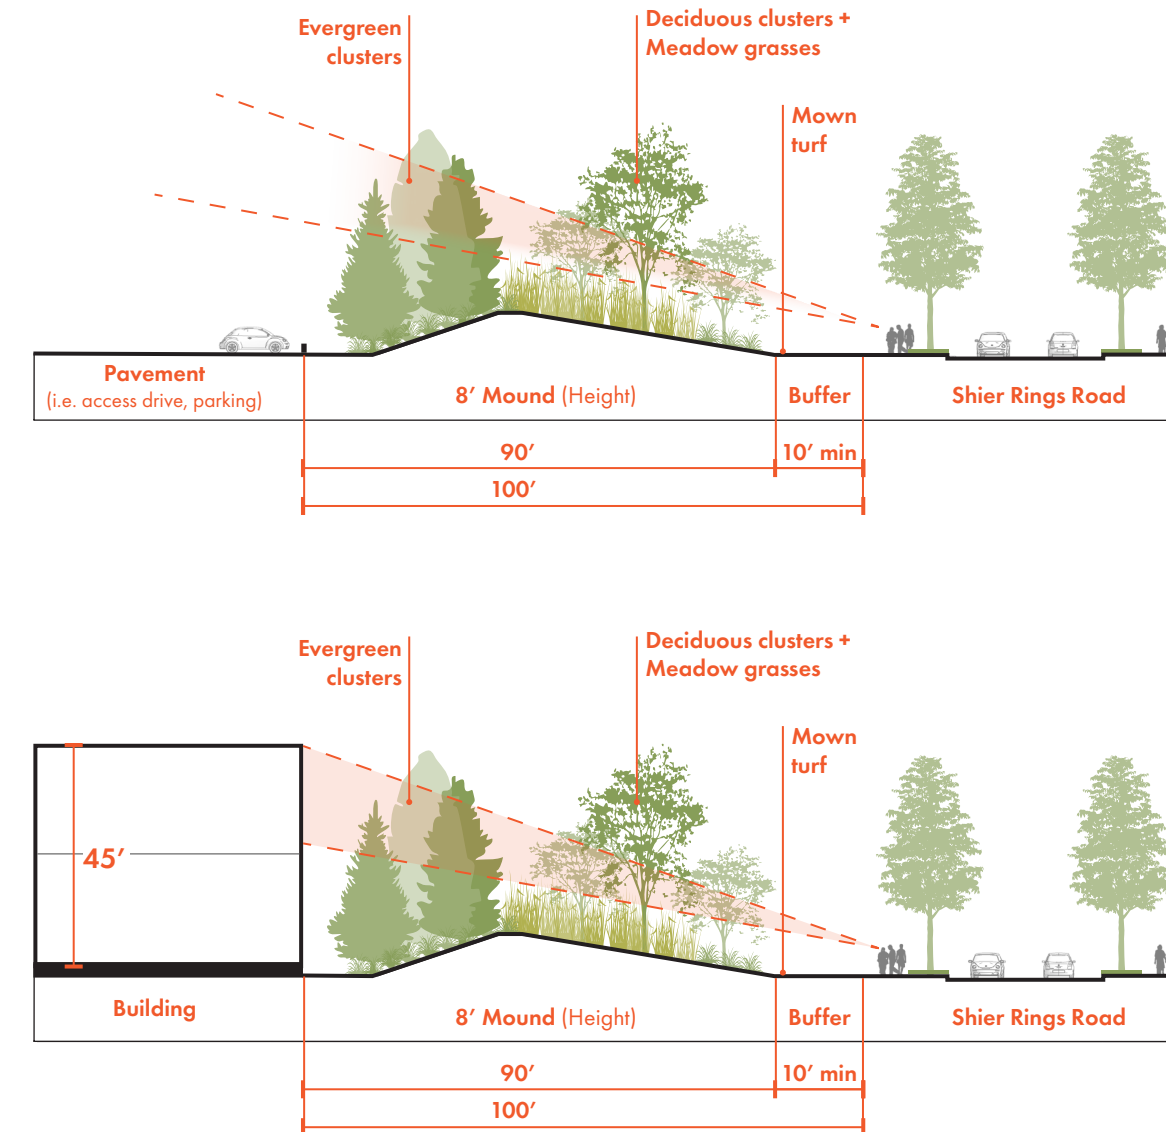 Evergreen
clusters
Deciduous clusters +
Meadow grasses
Mown
turf
Pavement
(i.e. access drive, parking)
8′ Mound (Height)
Buffer
Shier Rings Road
90′
10′ min
100′
Evergreen
clusters
Deciduous clusters +
Meadow grasses
Mown
turf
45′
Building
8′ Mound (Height)
Buffer
Shier Rings Road
90′
10′ min
100′